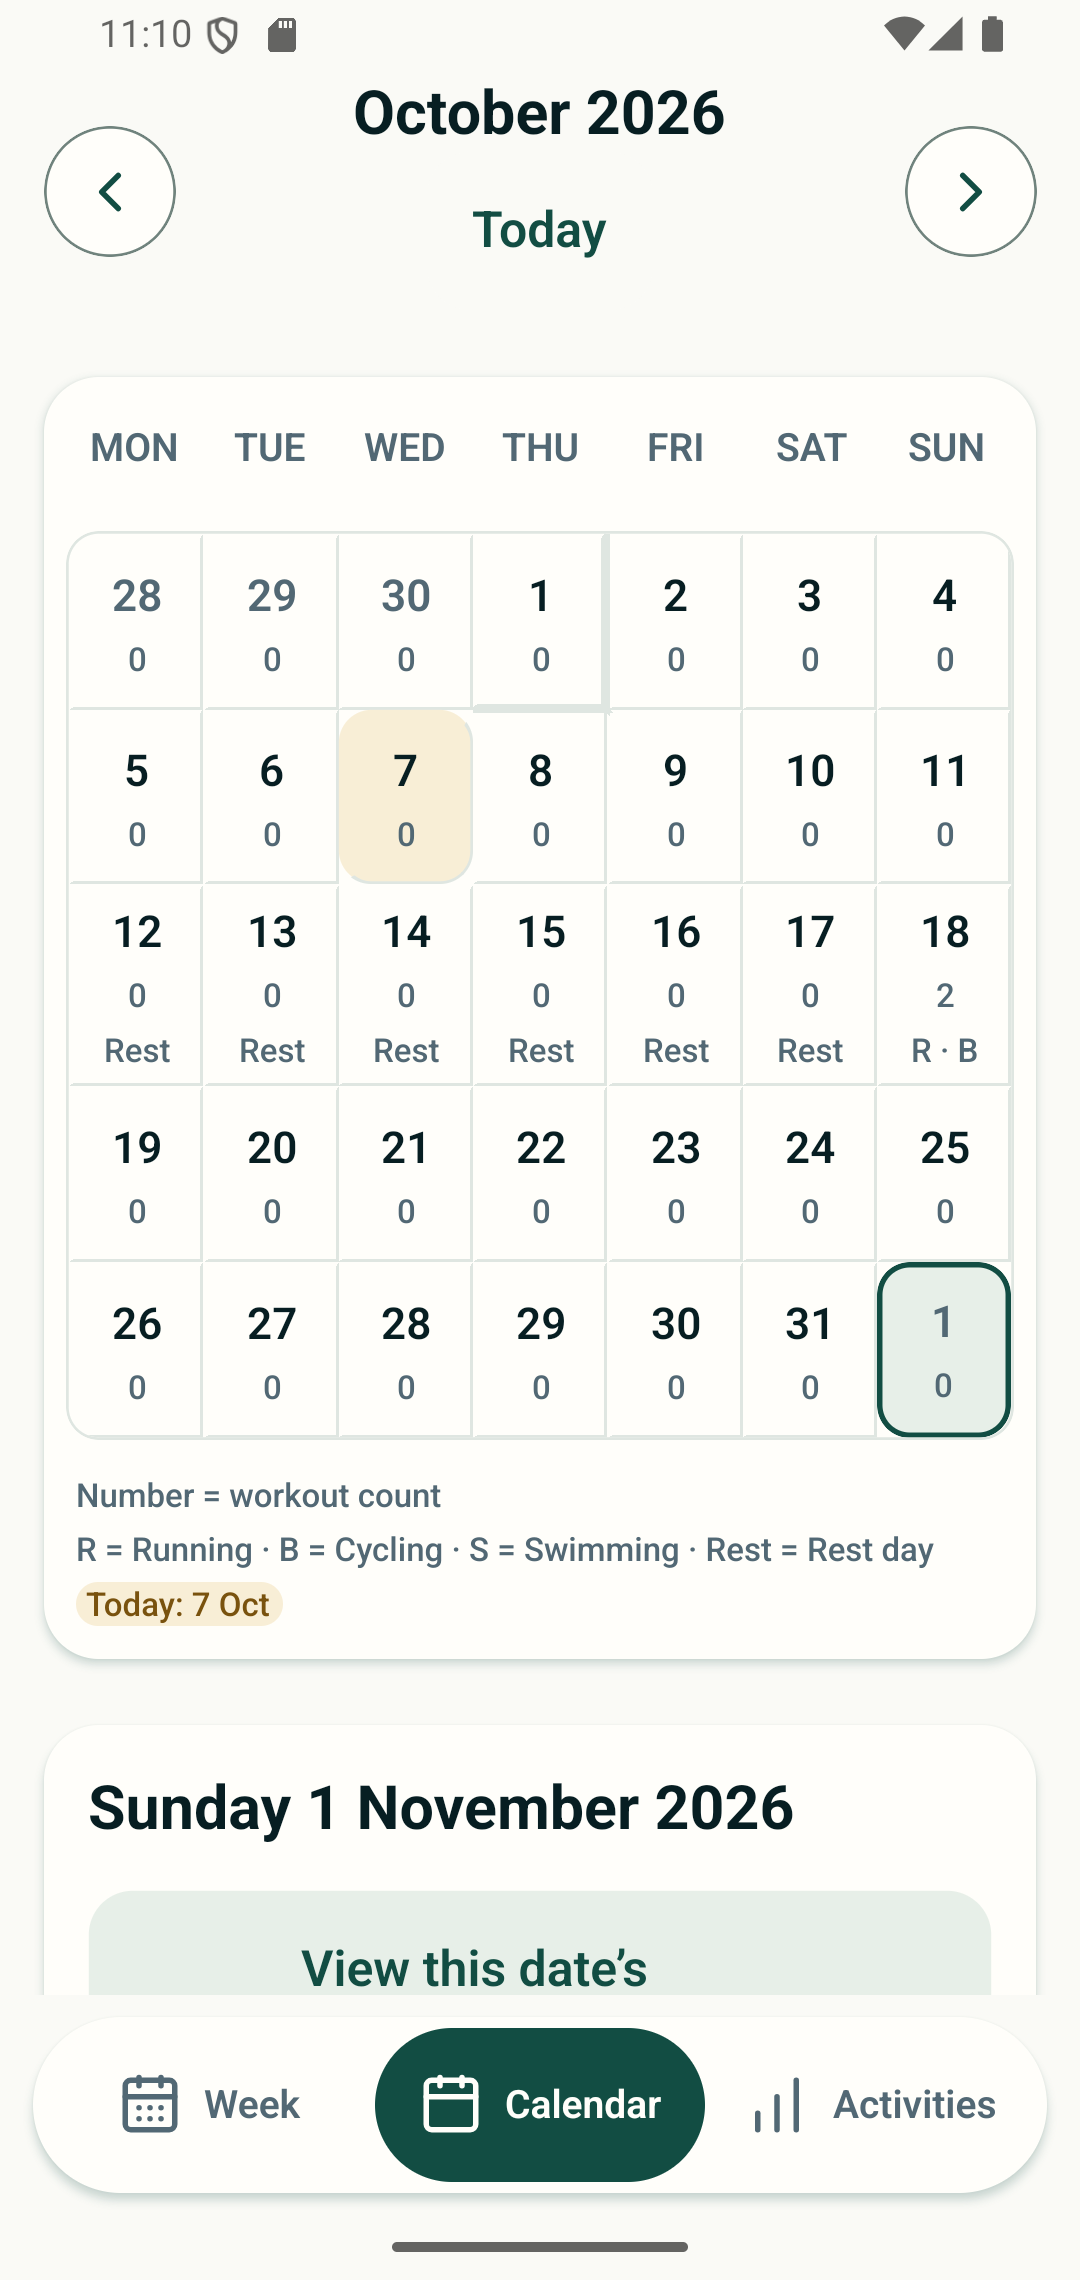 11:10
October 2026
Today
MON TUE WED THU FRI SAT SUN
28 29 30 1 2 3 4
0 0 0 0 0 0 0
5 6 7 8 9 10 11
0 0 0 0 0 0 0
12 13 14 15 16 17 18
0 0 0 0 0 0 2
Rest Rest Rest Rest Rest Rest R · B
19 20 21 22 23 24 25
0 0 0 0 0 0 0
26 27 28 29 30 31 1
0 0 0 0 0 0 0
Number = workout count
R = Running · B = Cycling · S = Swimming · Rest = Rest day
Today: 7 Oct
Sunday 1 November 2026
View this date’s
Week Calendar Activities